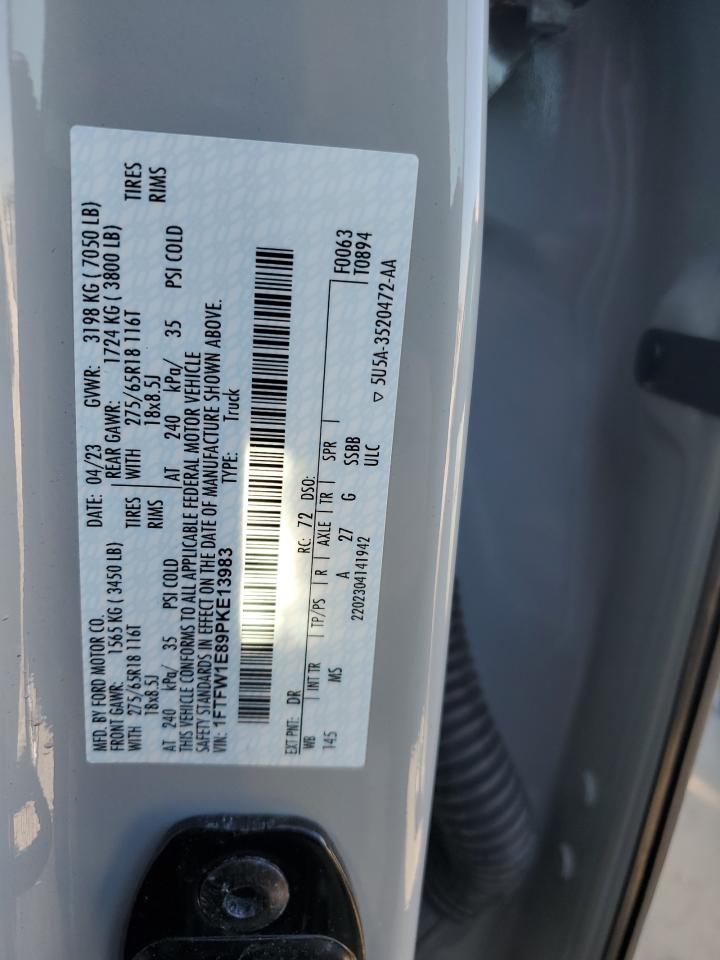 MFD. BY FORD MOTOR CO. DATE: 04/23 GVWR: 3198 KG ( 7050 LB)
FRONT GAWR: 1565 KG ( 3450 LB) REAR GAWR: 1724 KG ( 3800 LB)
WITH 275/65R18 116T TIRES WITH 275/65R18 116T TIRES
18x8.5J RIMS 18x8.5J RIMS
AT 240 kPa/ 35 PSI COLD AT 240 kPa/ 35 PSI COLD
THIS VEHICLE CONFORMS TO ALL APPLICABLE FEDERAL MOTOR VEHICLE
SAFETY STANDARDS IN EFFECT ON THE DATE OF MANUFACTURE SHOWN ABOVE.
VIN: 1FTFW1E89PKE13983 TYPE: Truck
EXT PNT: DR RC: 72 DSO: F0063
WB INT TR TP/PS R AXLE TR SPR T0894
145 MS A 27 G SSBB
2202304141942 ULC ▽ 5U5A-3520472-AA